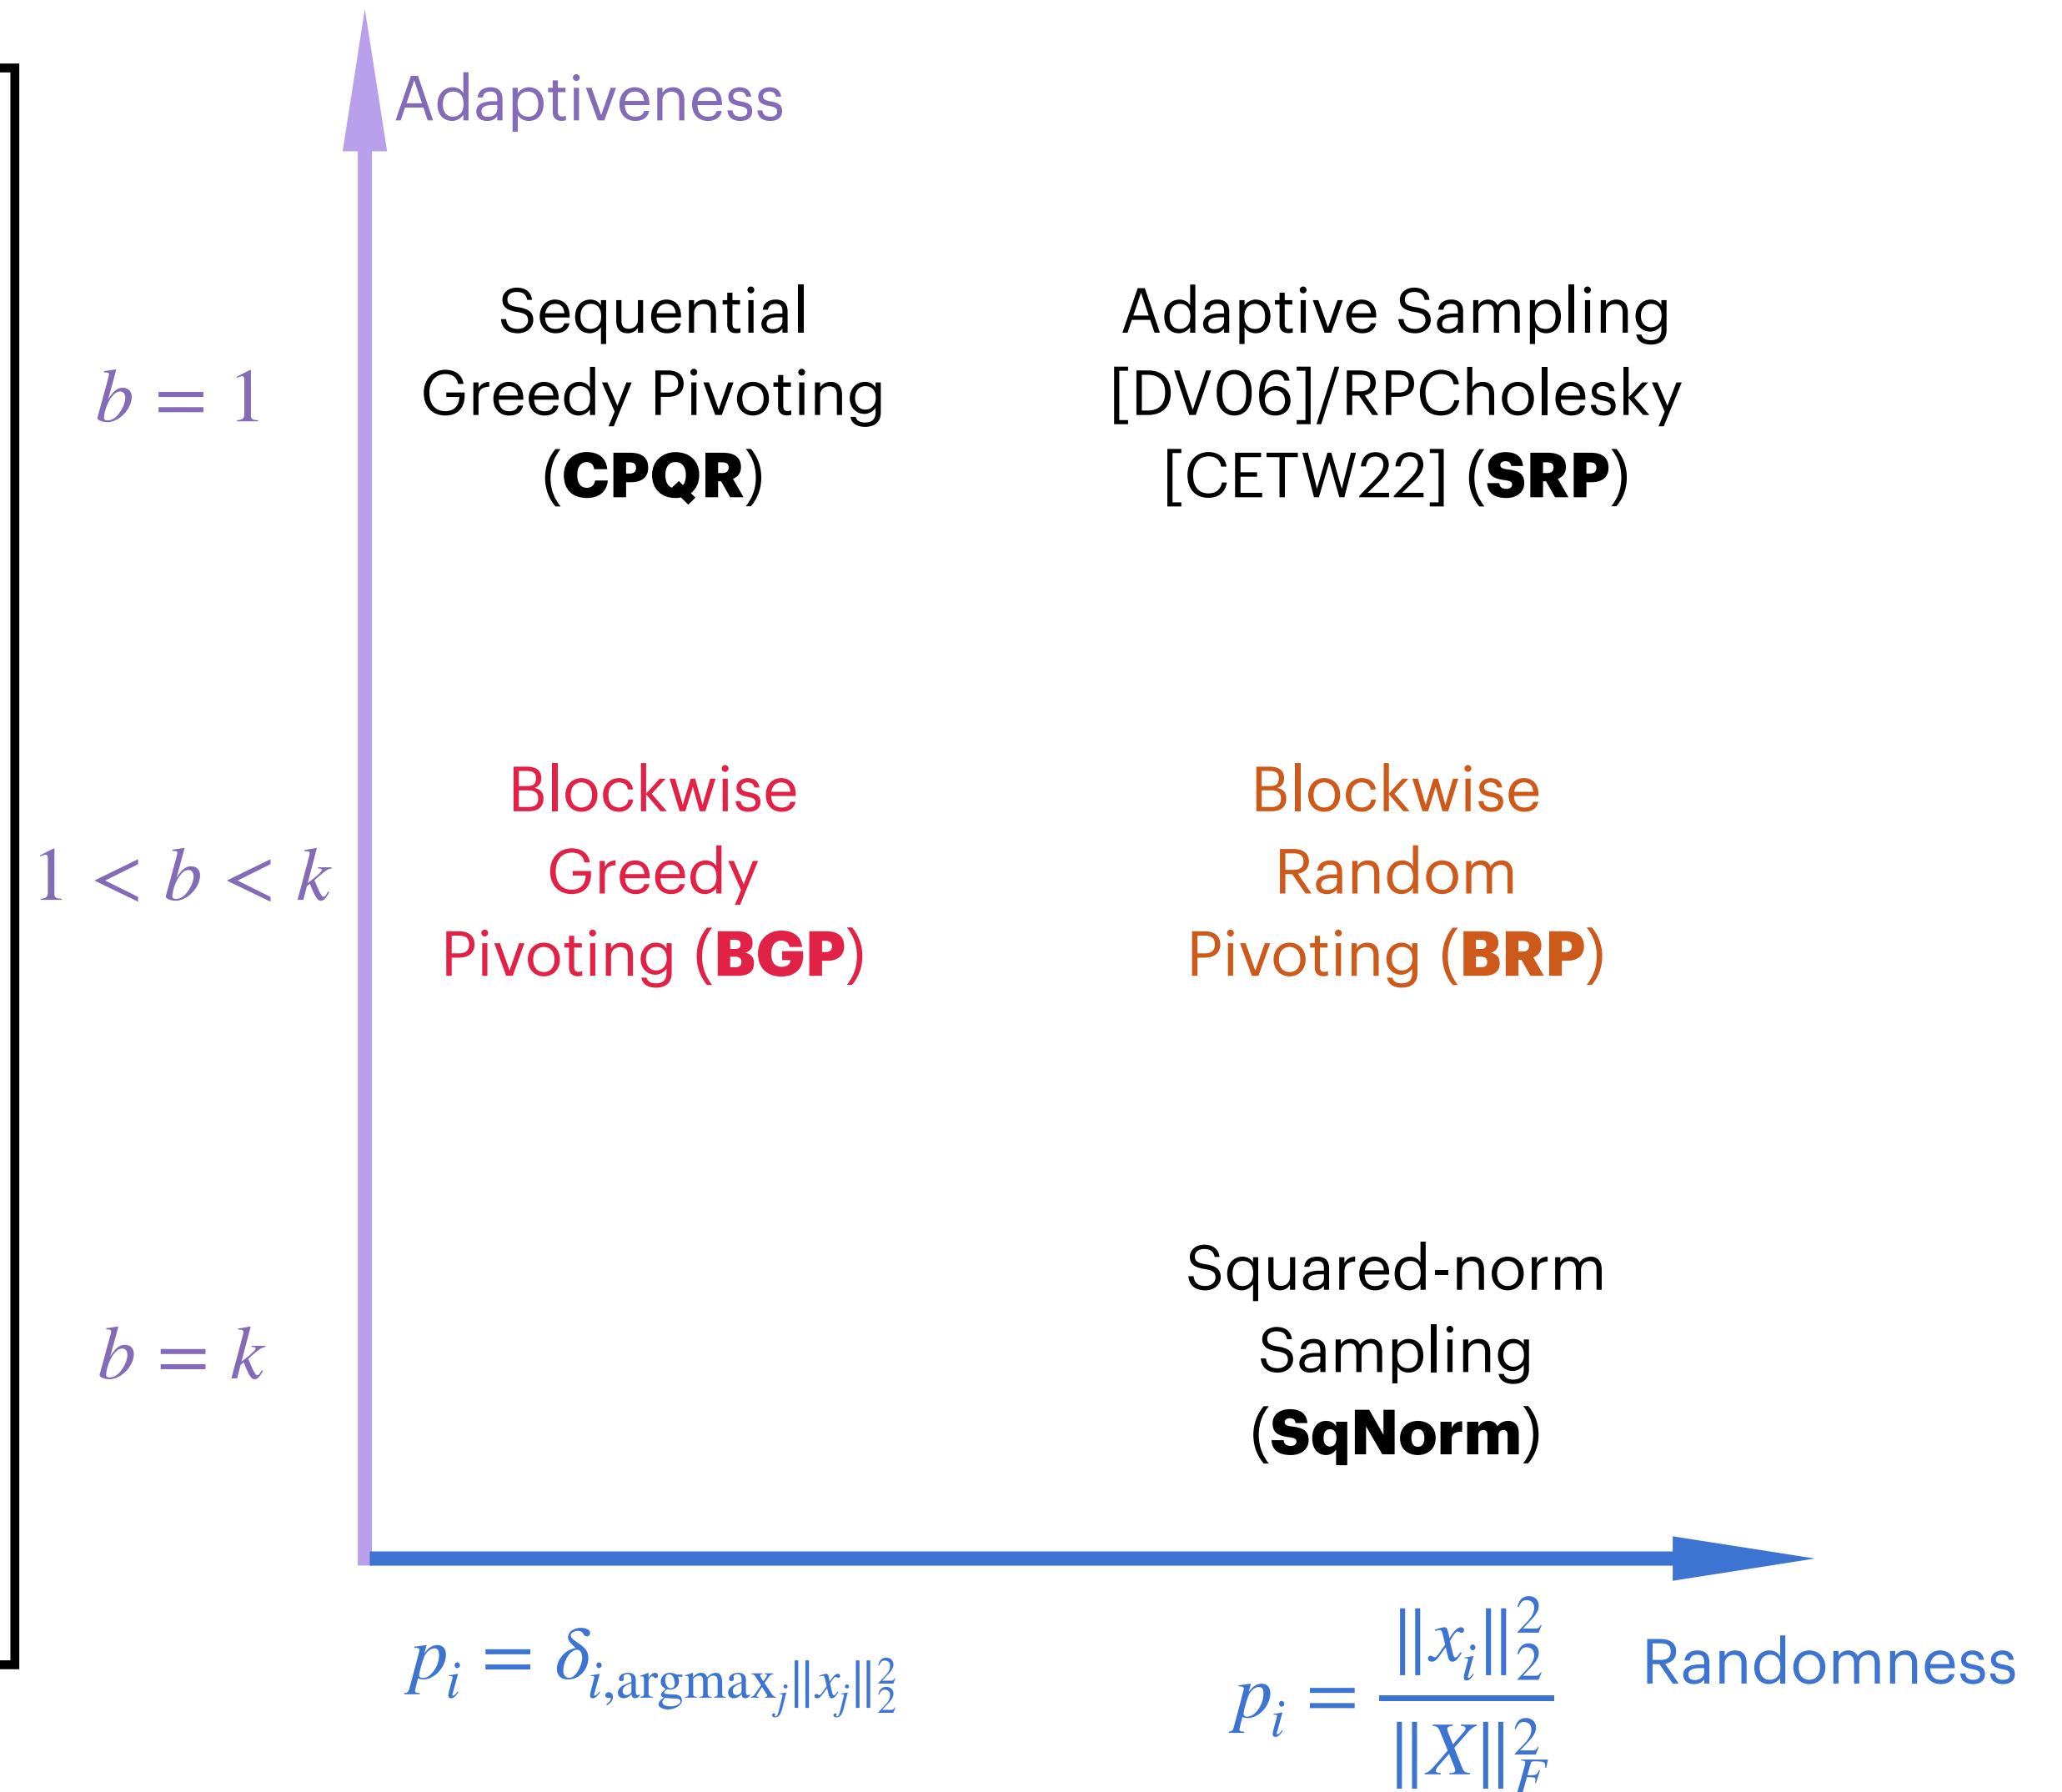 Adaptiveness
b = 1
Sequential
Greedy Pivoting
(CPQR)
Adaptive Sampling
[DV06]/RPCholesky
[CETW22] (SRP)
1 < b < k
Blockwise
Greedy
Pivoting (BGP)
Blockwise
Random
Pivoting (BRP)
b = k
Squared-norm
Sampling
(SqNorm)
p_i = δ_{i,argmax_j‖x_j‖_2^2}
p_i = ‖x_i‖_2^2 / ‖X‖_F^2
Randomness